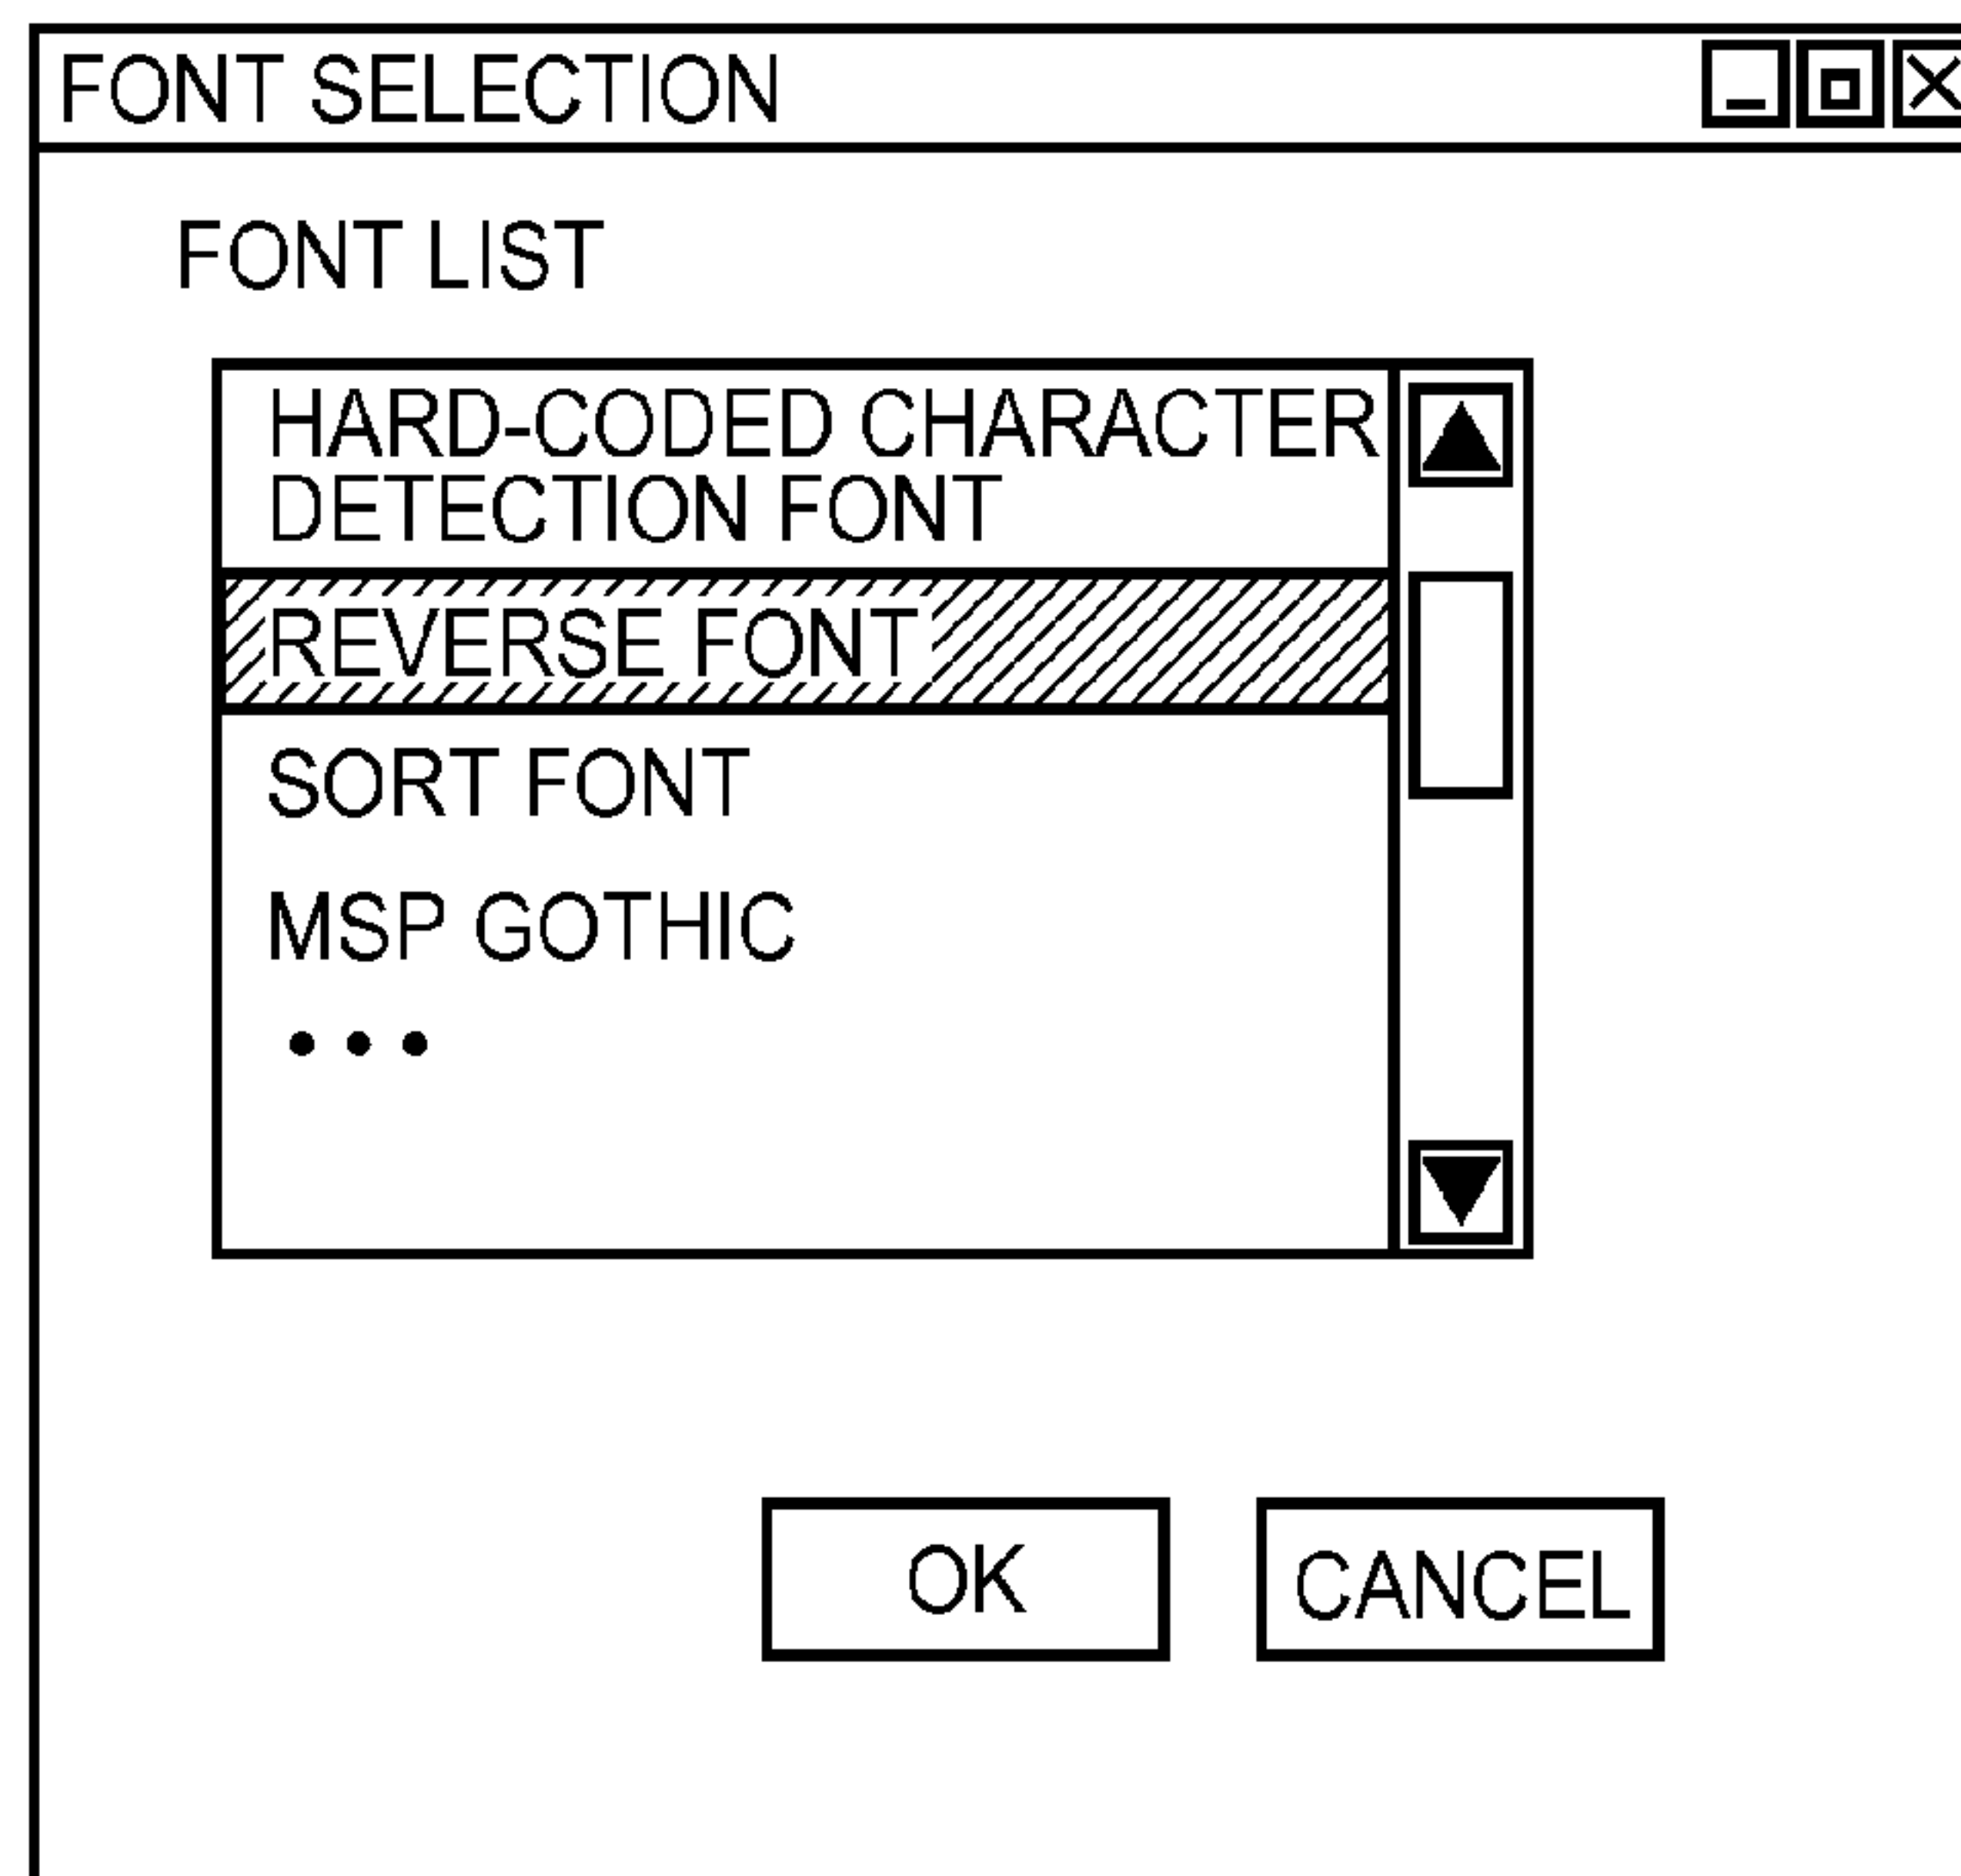 FONT SELECTION
FONT LIST
HARD-CODED CHARACTER
DETECTION FONT
REVERSE FONT
SORT FONT
MSP GOTHIC
•••
OK
CANCEL